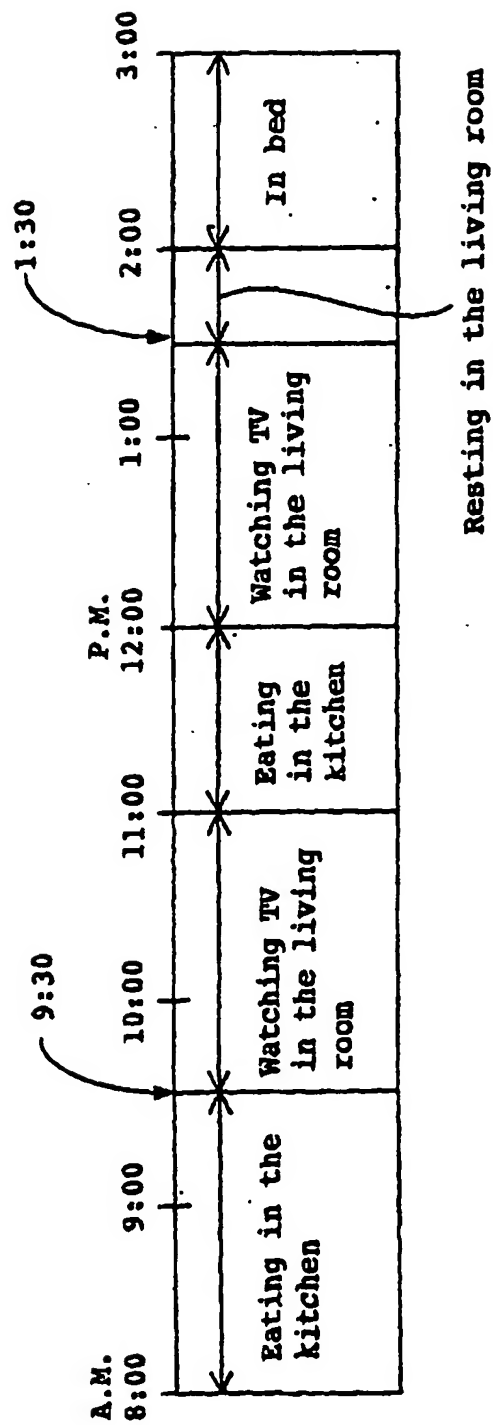 A.M.
8:00
9:00
9:30
10:00
11:00
P.M.
12:00
1:00
1:30
2:00
3:00
Eating in the
kitchen
Watching TV
in the living
room
Eating
in the
kitchen
Watching TV
in the living
room
In bed
Resting in the living room